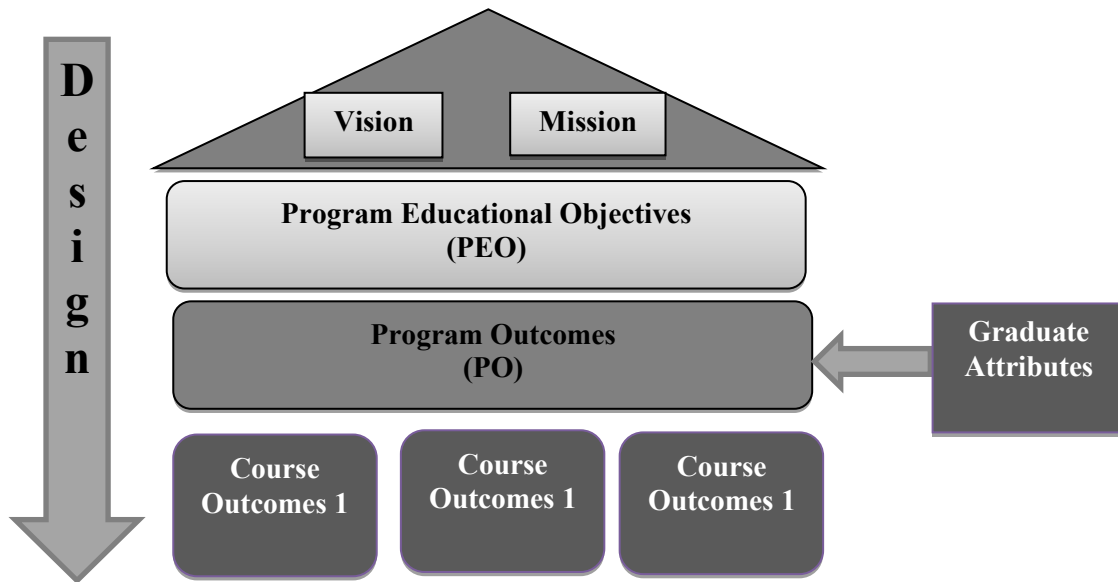 Design
Vision
Mission
Program Educational Objectives
(PEO)
Program Outcomes
(PO)
Graduate
Attributes
Course
Outcomes 1
Course
Outcomes 1
Course
Outcomes 1